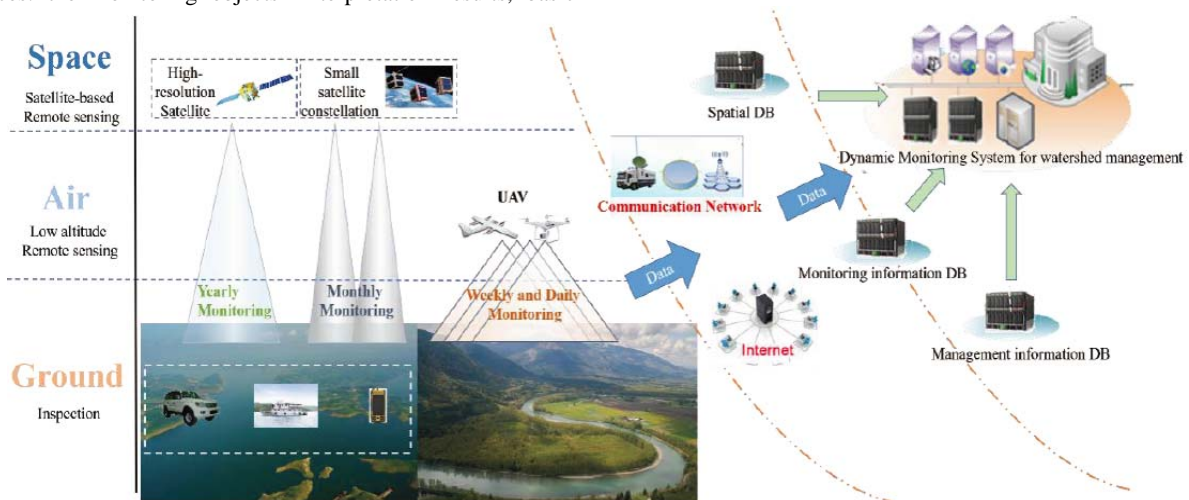 Space
Satellite-based
Remote sensing
High-
resolution
Satellite
Small
satellite
constellation
Air
Low altitude
Remote sensing
UAV
Yearly
Monitoring
Monthly
Monitoring
Weekly and Daily
Monitoring
Ground
Inspection
Data
Communication Network
Internet
Data
Spatial DB
Dynamic Monitoring System for watershed management
Monitoring information DB
Management information DB